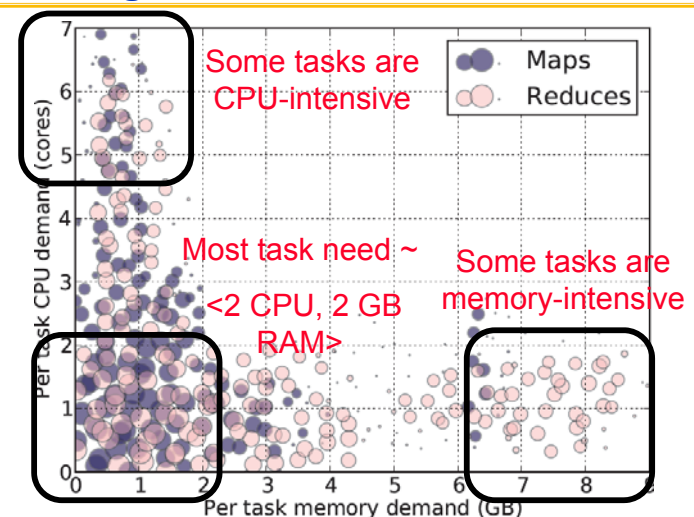 7
Some tasks are
CPU-intensive
Maps
Reduces
6
5
4
Most task need ~
Some tasks are
memory-intensive
3
<2 CPU, 2 GB
RAM>
2
1
0
Per task CPU demand (cores)
0 1 2 3 4 5 6 7 8 9
Per task memory demand (GB)